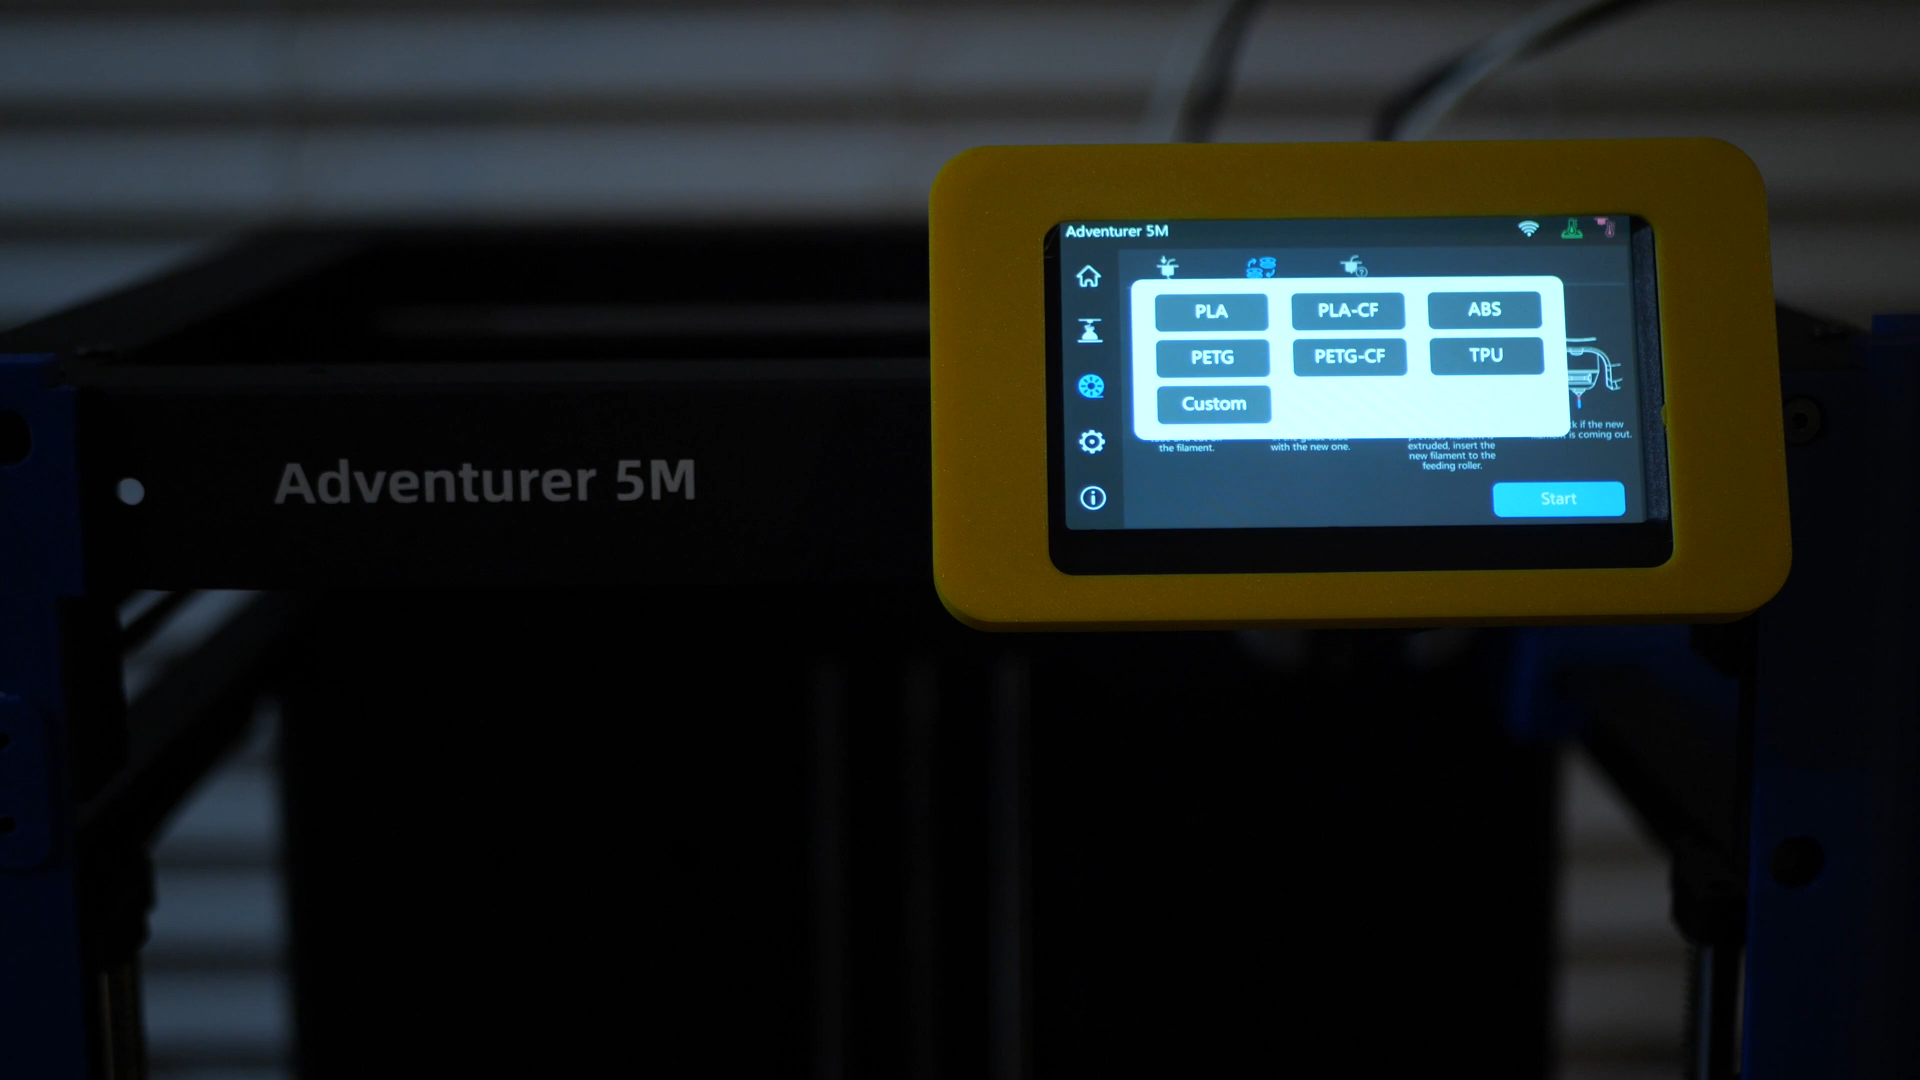 Adventurer 5M
PLA PLA-CF ABS
PETG PETG-CF TPU
Custom
the filament.
with the new one.
extruded, insert the
new filament to the
feeding roller.
if the new
is coming out.
Start
Adventurer 5M